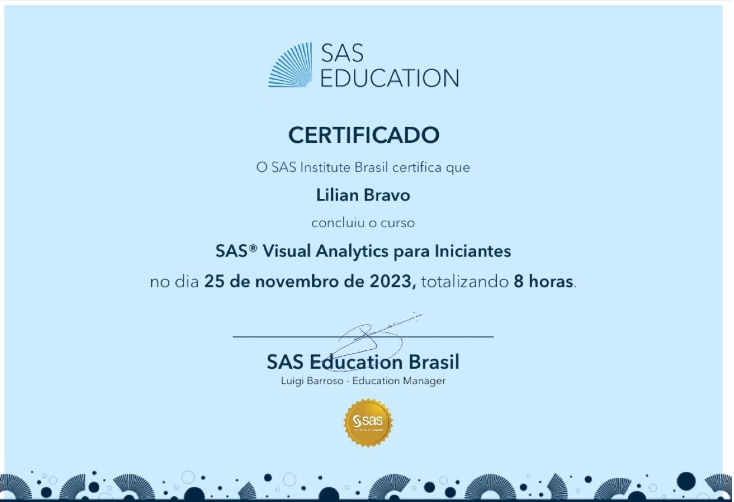 SAS
EDUCATION
CERTIFICADO
O SAS Institute Brasil certifica que
Lilian Bravo
concluiu o curso
SAS® Visual Analytics para Iniciantes
no dia 25 de novembro de 2023, totalizando 8 horas.
SAS Education Brasil
Luigi Barroso - Education Manager
sas